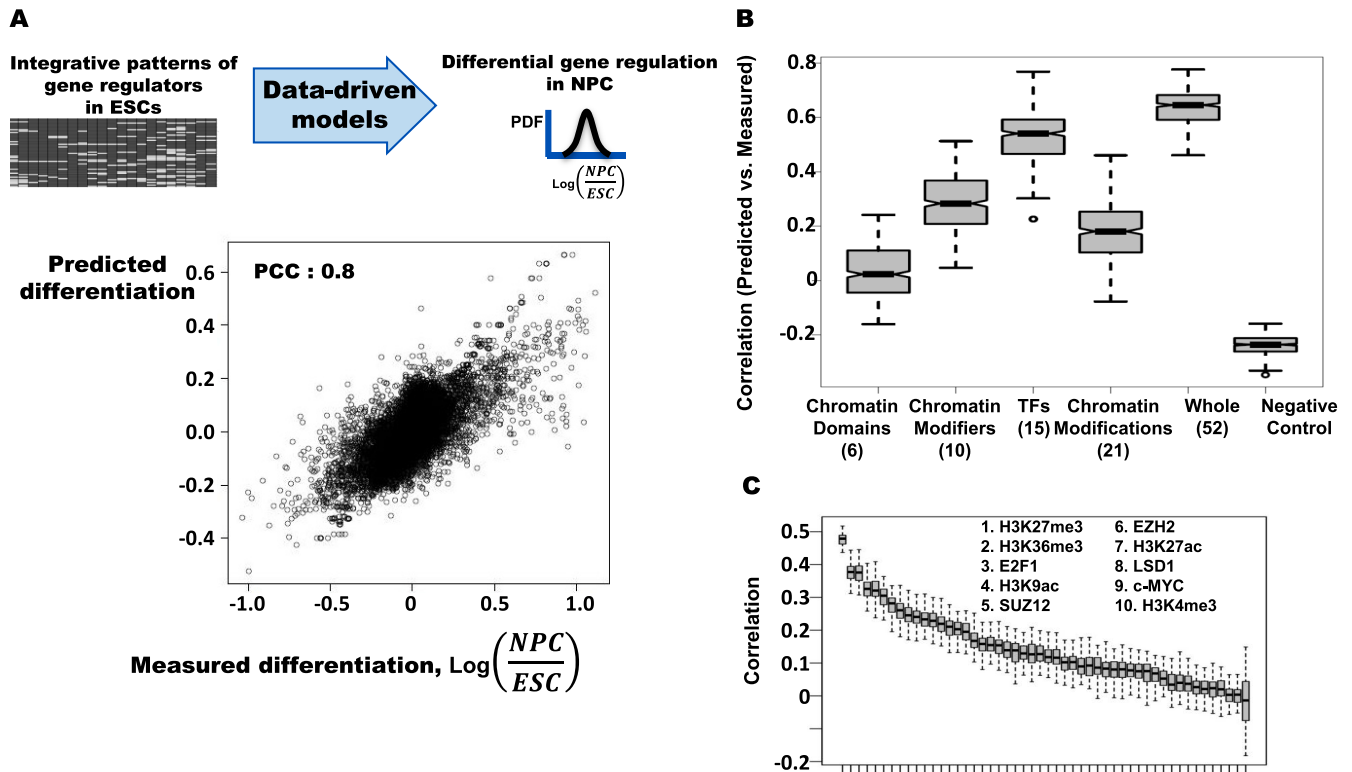 A
Integrative patterns of
gene regulators
in ESCs
Data-driven
models
Differential gene regulation
in NPC
PDF
Log(NPC/ESC)
Predicted
differentiation
PCC : 0.8
0.6
0.4
0.2
0.0
-0.2
-0.4
-1.0 -0.5 0 0.5 1.0
Measured differentiation, Log(NPC/ESC)
B
Correlation (Predicted vs. Measured)
0.8
0.6
0.4
0.2
0
-0.2
Chromatin
Domains
(6)
Chromatin
Modifiers
(10)
TFs
(15)
Chromatin
Modifications
(21)
Whole
(52)
Negative
Control
C
Correlation
0.5
0.4
0.3
0.2
0.1
0
-0.2
1. H3K27me3
2. H3K36me3
3. E2F1
4. H3K9ac
5. SUZ12
6. EZH2
7. H3K27ac
8. LSD1
9. c-MYC
10. H3K4me3